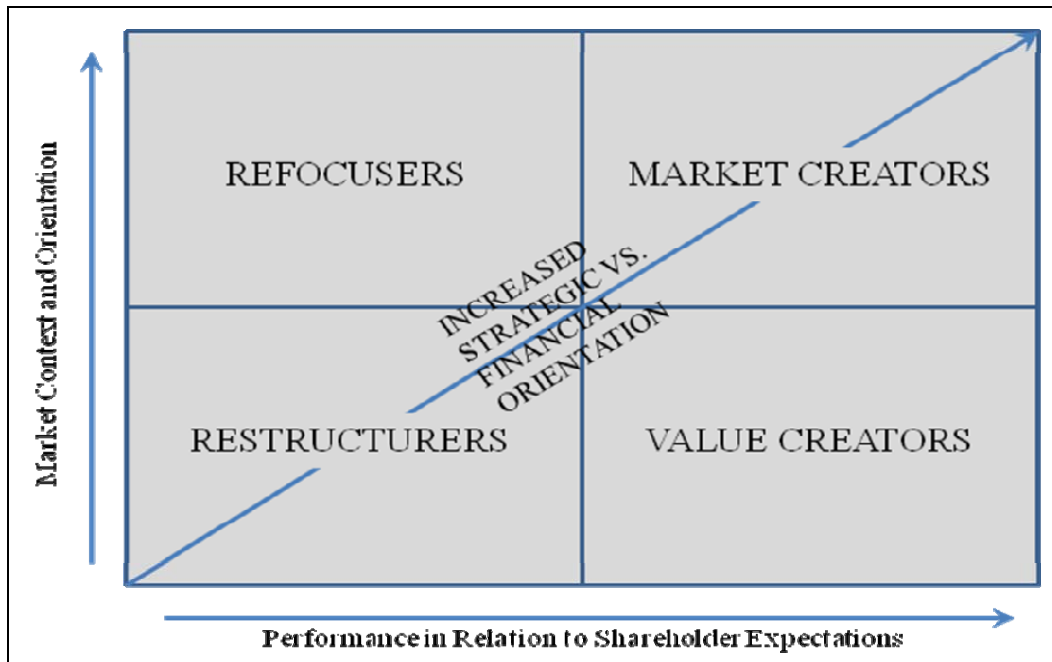 Market Context and Orientation
REFOCUSERS
MARKET CREATORS
INCREASED
STRATEGIC VS.
FINANCIAL
ORIENTATION
RESTRUCTURERS
VALUE CREATORS
Performance in Relation to Shareholder Expectations